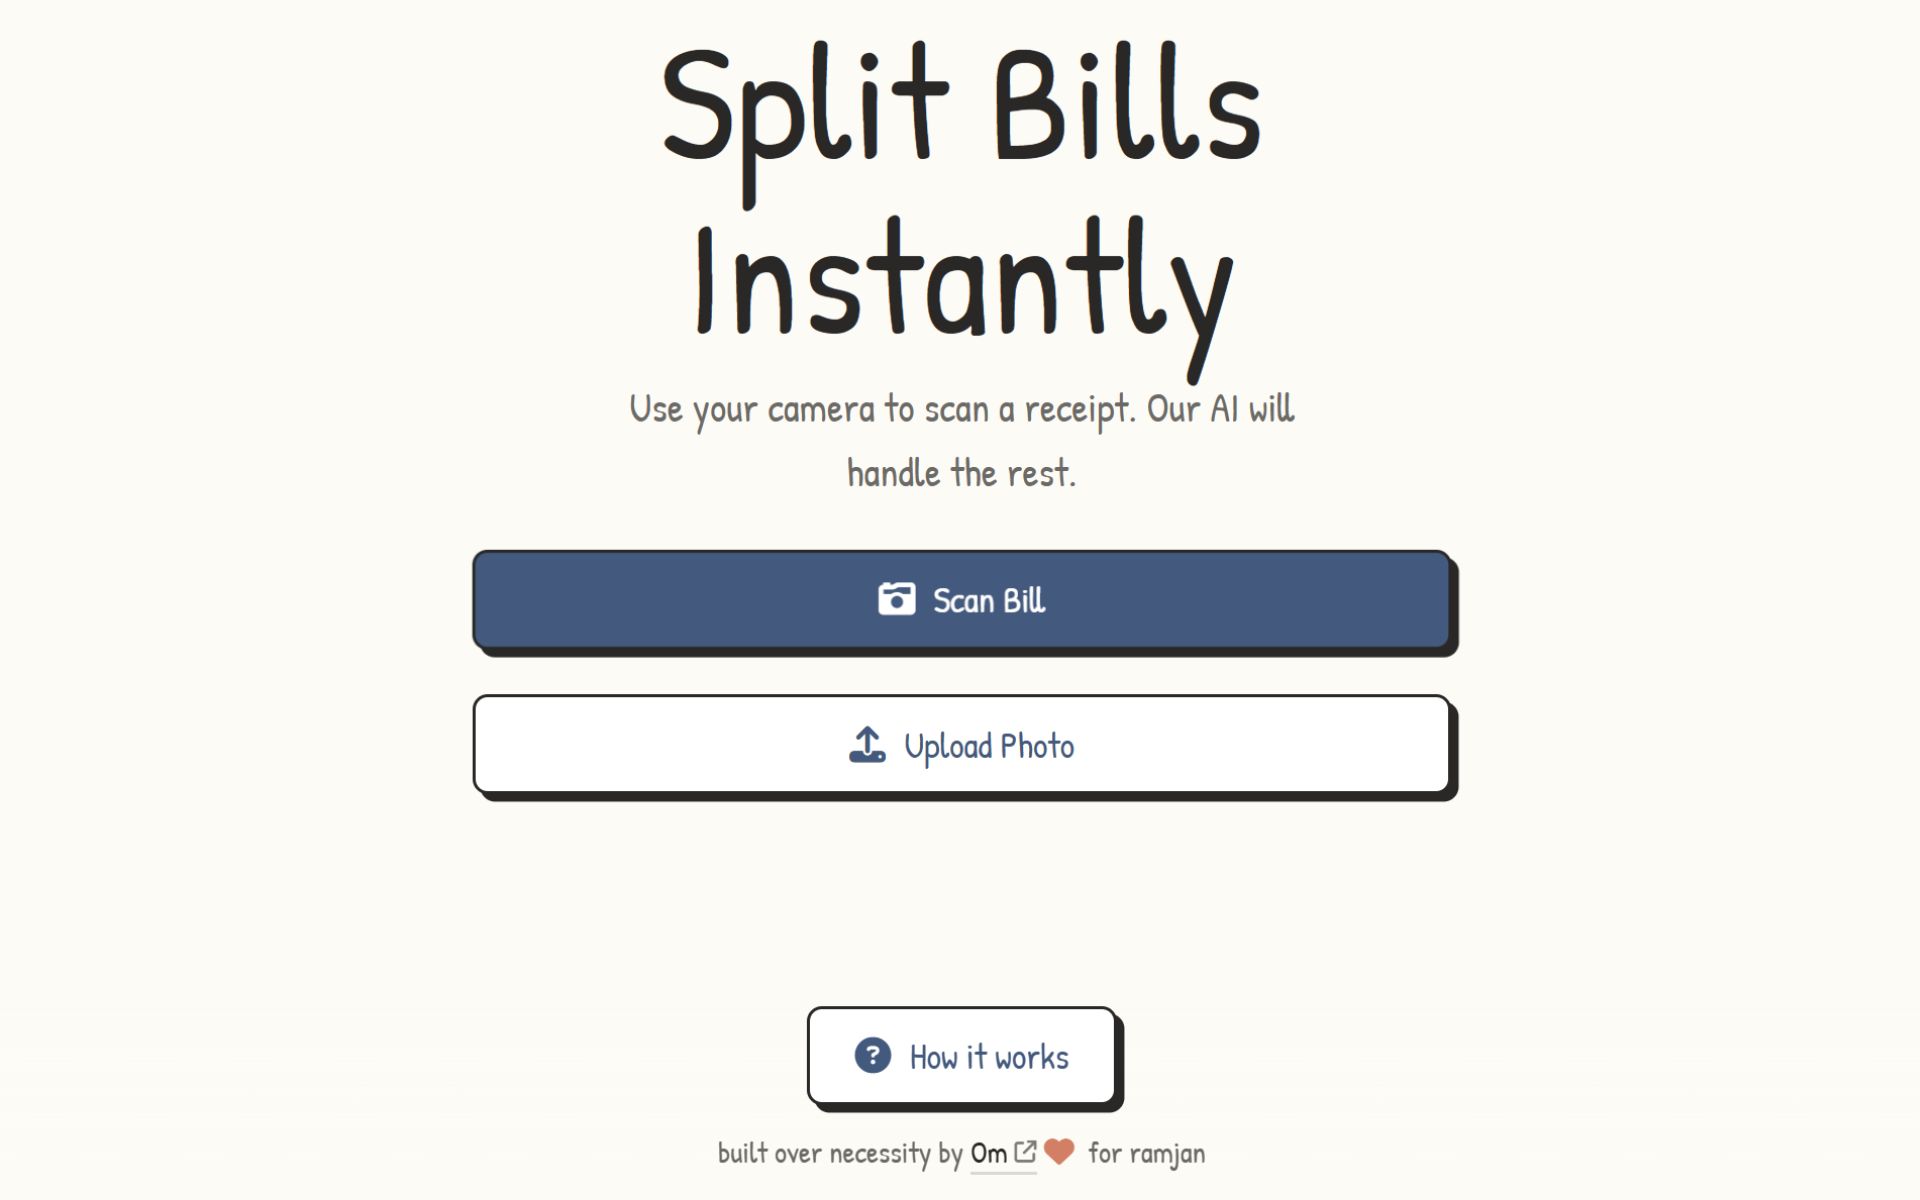 Split Bills
Instantly
Use your camera to scan a receipt. Our AI will
handle the rest.
Scan Bill
Upload Photo
? How it works
built over necessity by Om for ramjan